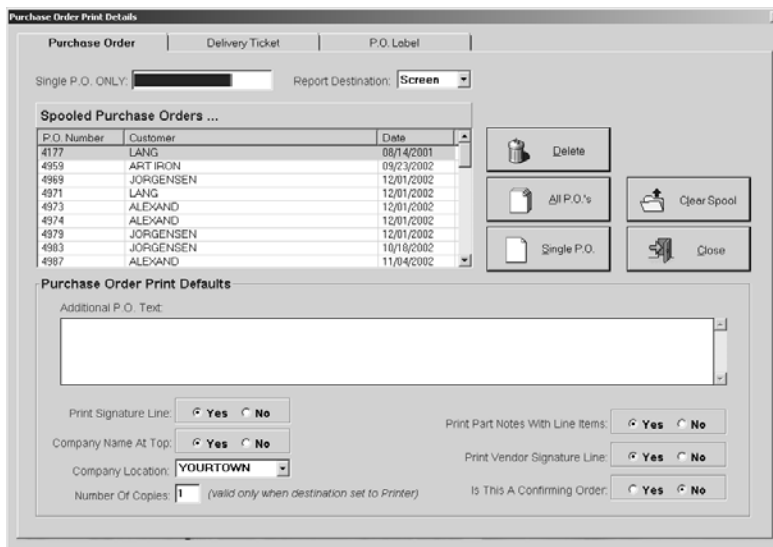 Purchase Order Print Details
Purchase Order Delivery Ticket P.O. Label
Single P.O. ONLY: Report Destination: Screen
Spooled Purchase Orders ...
P.O. Number Customer Date
4177 LANG 08/14/2001
4959 ART IRON 09/23/2002
4969 JORGENSEN 12/01/2002
4971 LANG 12/01/2002
4973 ALEXAND 12/01/2002
4974 ALEXAND 12/01/2002
4979 JORGENSEN 12/01/2002
4983 JORGENSEN 10/18/2002
4987 ALEXAND 11/04/2002
Delete
All P.O.'s Clear Spool
Single P.O. Close
Purchase Order Print Defaults
Additional P.O. Text:
Print Signature Line: Yes No
Company Name At Top: Yes No
Company Location: YOURTOWN
Number Of Copies: 1 (valid only when destination set to Printer)
Print Part Notes With Line Items: Yes No
Print Vendor Signature Line: Yes No
Is This A Confirming Order: Yes No